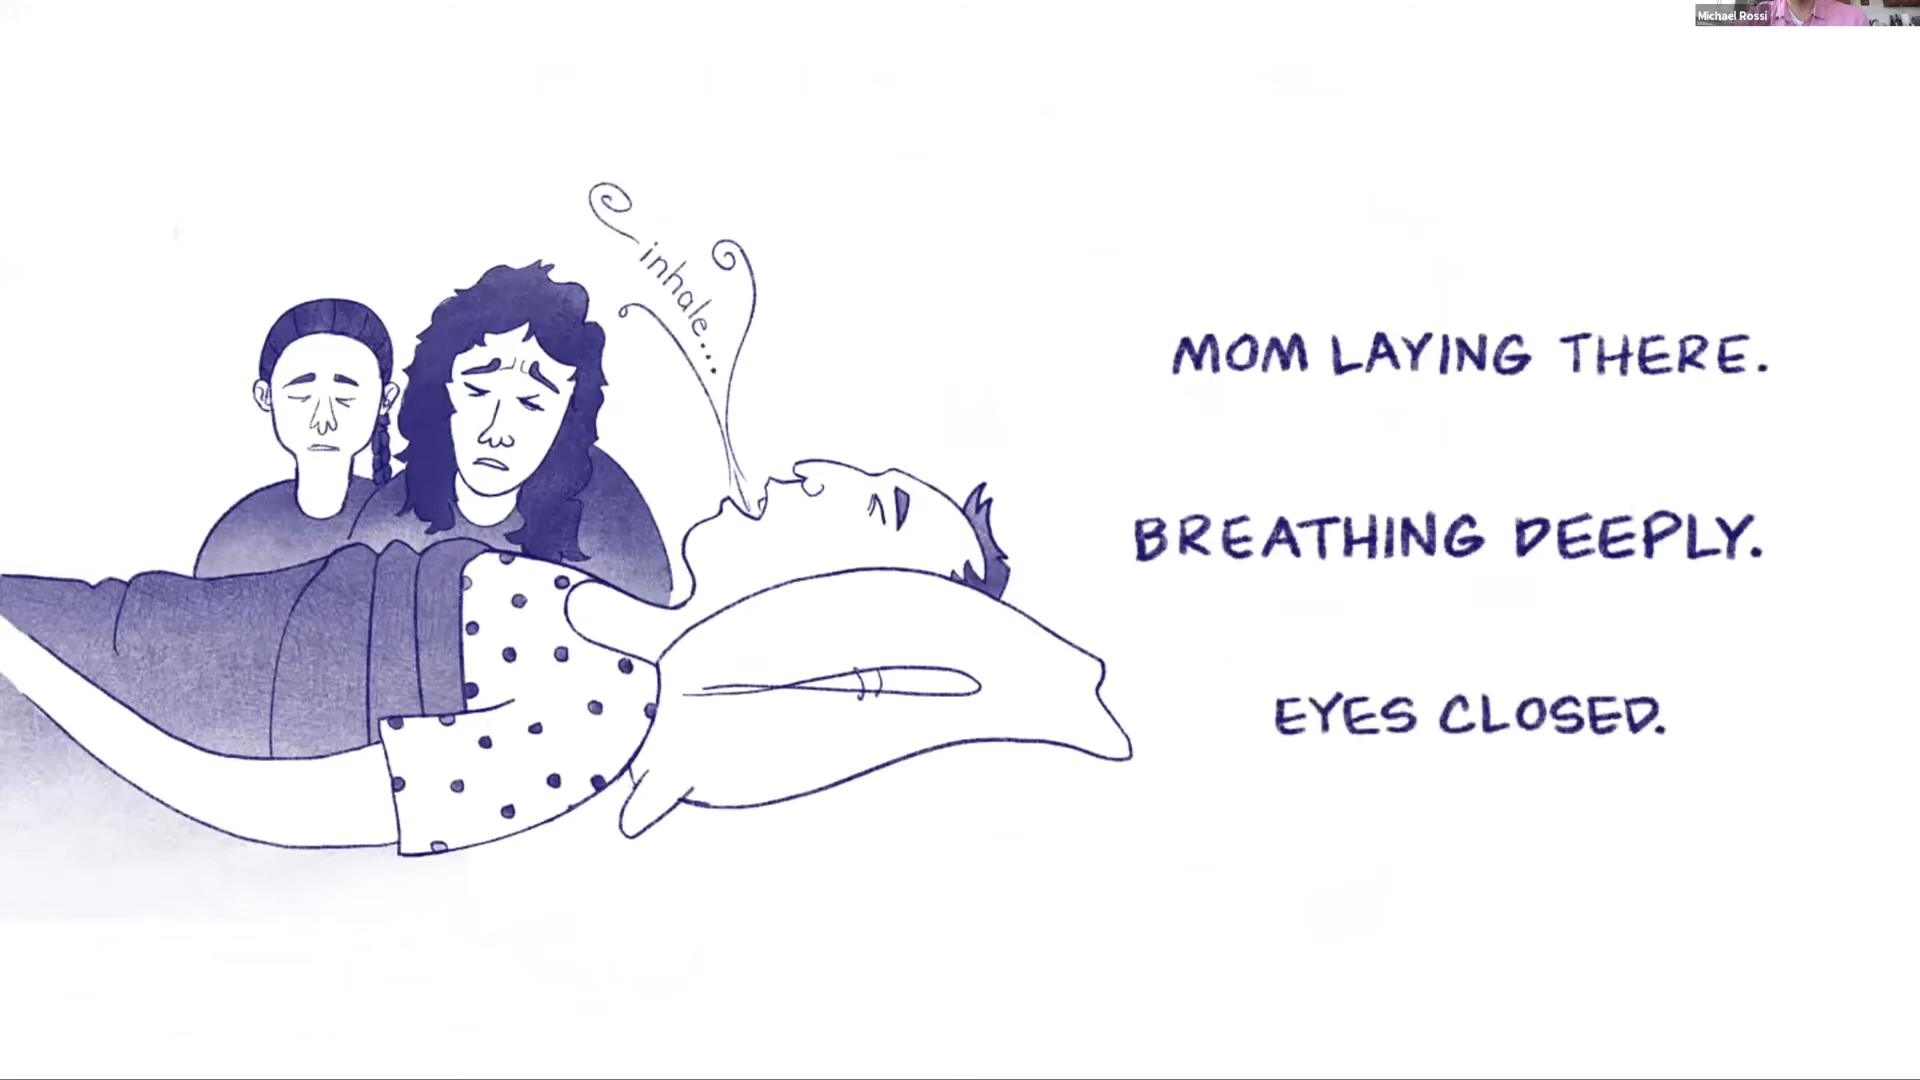 Michael Rossi
inhale....
MOM LAYING THERE.
BREATHING DEEPLY.
EYES CLOSED.